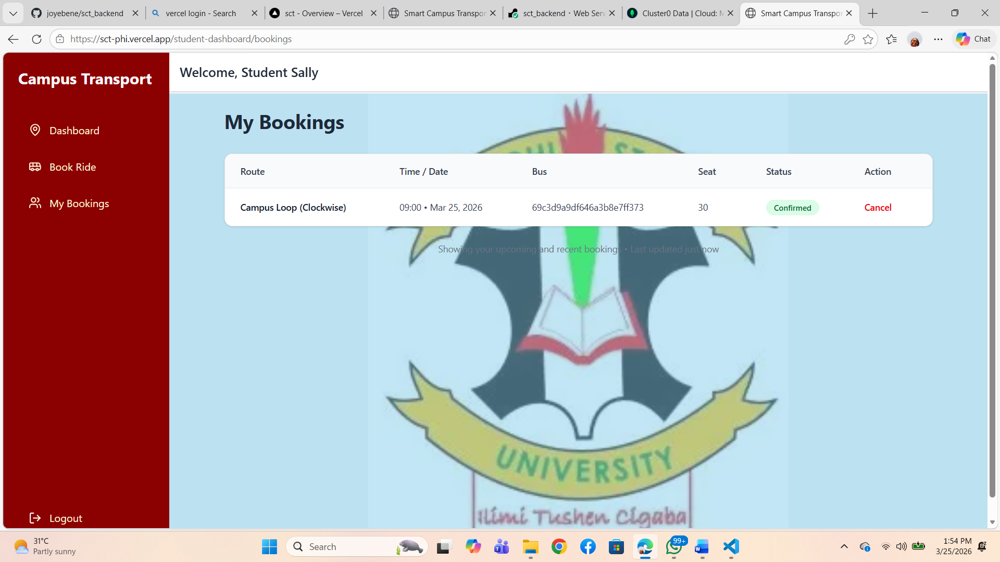 joyebene/sct_backend
vercel login - Search
sct - Overview – Vercel
Smart Campus Transpor
sct_backend · Web Serv
Cluster0 Data | Cloud: M
Smart Campus Transpor
https://sct-phi.vercel.app/student-dashboard/bookings
Chat
Campus Transport
Welcome, Student Sally
Dashboard
Book Ride
My Bookings
Logout
My Bookings
Route Time / Date Bus Seat Status Action
Campus Loop (Clockwise) 09:00 • Mar 25, 2026 69c3d9a9df646a3b8e7ff373 30 Confirmed Cancel
Showing your upcoming and recent bookings • Last updated just now
UNIVERSITY
Ilimi Tushen Cigaba
31°C
Partly sunny
Search
99+
1:54 PM
3/25/2026